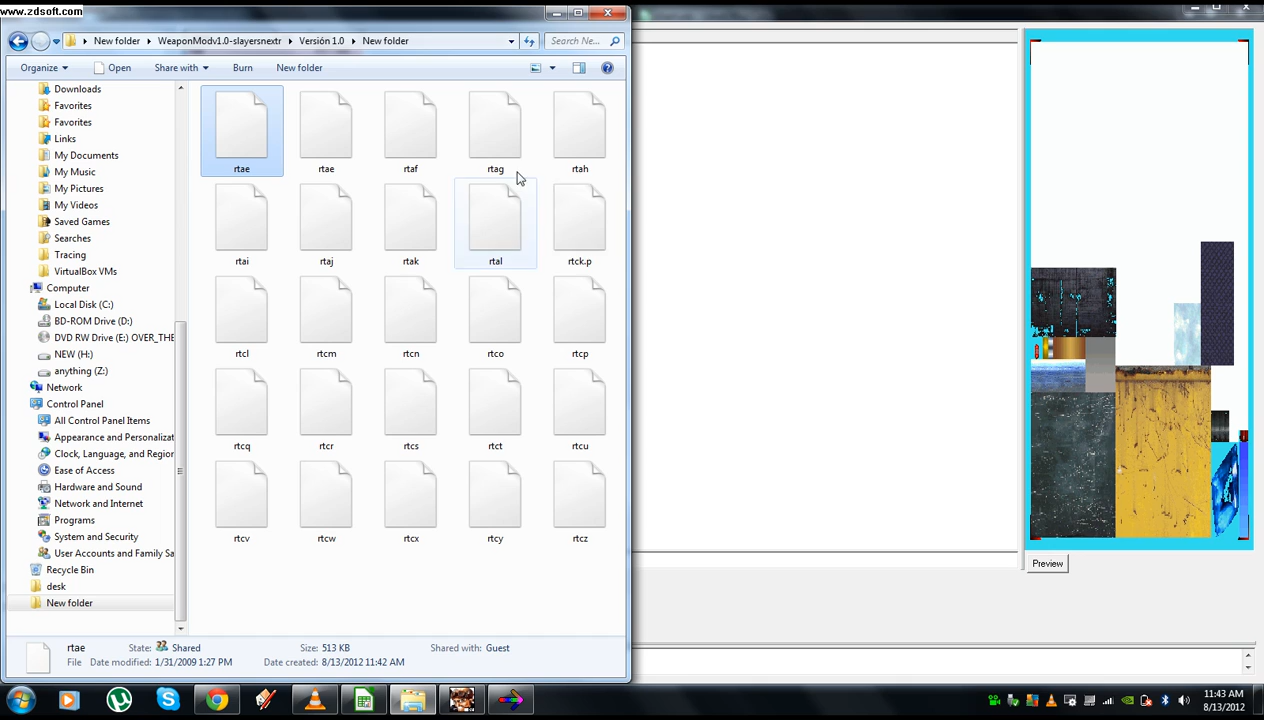 www.zdsoft.com
New folder
WeaponModv1.0-slayersnextr
Versión 1.0
New folder
Search Ne...
Organize
Open
Share with
Burn
New folder
Downloads
Favorites
Favorites
Links
My Documents
My Music
My Pictures
My Videos
Saved Games
Searches
Tracing
VirtualBox VMs
Computer
Local Disk (C:)
BD-ROM Drive (D:)
DVD RW Drive (E:) OVER_THE
NEW (H:)
anything (Z:)
Network
Control Panel
All Control Panel Items
Appearance and Personalizat
Clock, Language, and Region
Ease of Access
Hardware and Sound
Network and Internet
Programs
System and Security
User Accounts and Family Sa
Recycle Bin
desk
New folder
rtae rtae rtaf rtag rtah
rtai rtaj rtak rtal rtck.p
rtcl rtcm rtcn rtco rtcp
rtcq rtcr rtcs rtct rtcu
rtcv rtcw rtcx rtcy rtcz
Preview
rtae State: Shared Size: 513 KB Shared with: Guest
File Date modified: 1/31/2009 1:27 PM Date created: 8/13/2012 11:42 AM
11:43 AM
8/13/2012